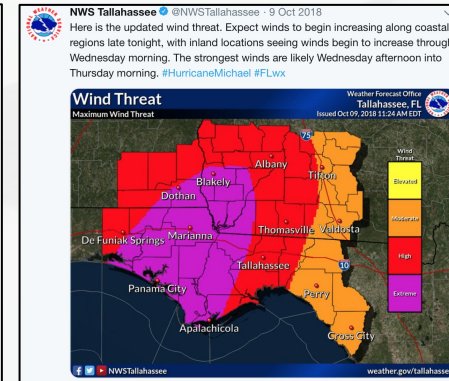 NWS Tallahassee @NWSTallahassee · 9 Oct 2018
Here is the updated wind threat. Expect winds to begin increasing along coastal
regions late tonight, with inland locations seeing winds begin to increase through
Wednesday morning. The strongest winds are likely Wednesday afternoon into
Thursday morning. #HurricaneMichael #FLwx
Wind Threat
Maximum Wind Threat
Weather Forecast Office
Tallahassee, FL
Issued Oct 09, 2018 11:24 AM EDT
75
Wind
Threat
Elevated
Moderate
High
Extreme
Albany
Tifton
Blakely
Dothan
De Funiak Springs
Marianna
Thomasville
Valdosta
Tallahassee
10
Panama City
Perry
Apalachicola
Cross City
NWSTallahassee
weather.gov/tallahasse